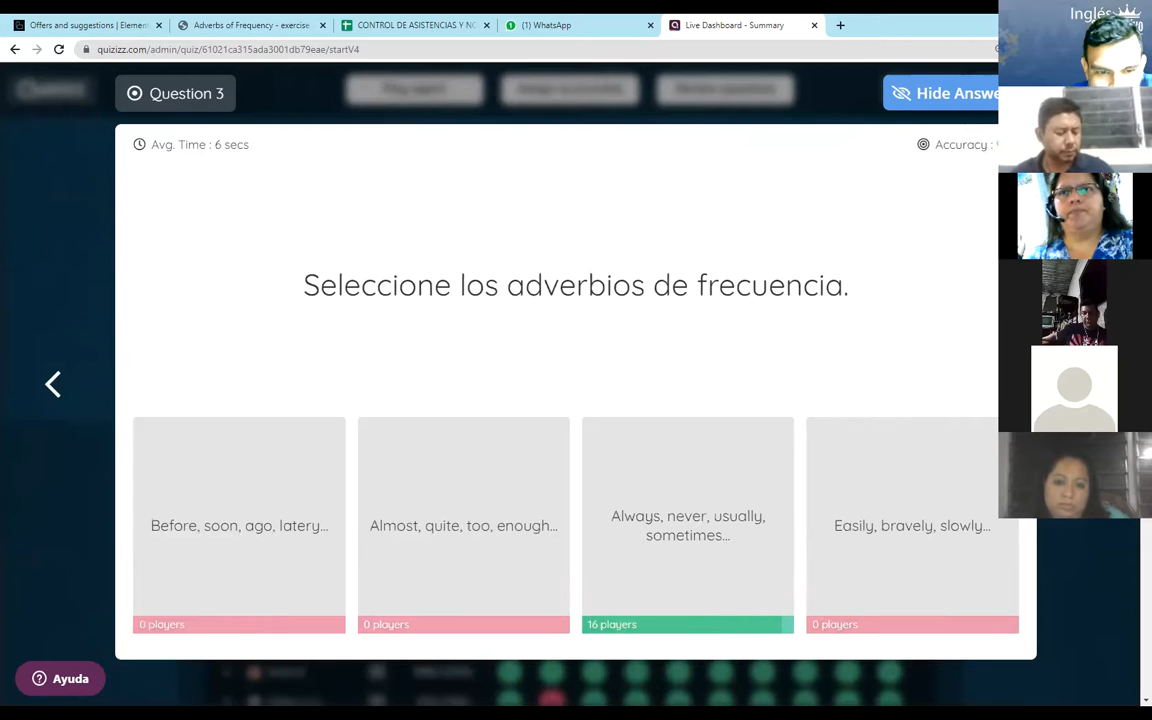 Offers and suggestions | Elemen
Adverbs of Frequency - exercise
CONTROL DE ASISTENCIAS Y NO
(1) WhatsApp
Live Dashboard - Summary
quizizz.com/admin/quiz/61021ca315ada3001db79eae/startV4
Inglés
Question 3
Hide Answe
Avg. Time : 6 secs
Accuracy :
Seleccione los adverbios de frecuencia.
Before, soon, ago, latery...
Almost, quite, too, enough...
Always, never, usually,
sometimes...
Easily, bravely, slowly...
0 players
0 players
16 players
0 players
Ayuda